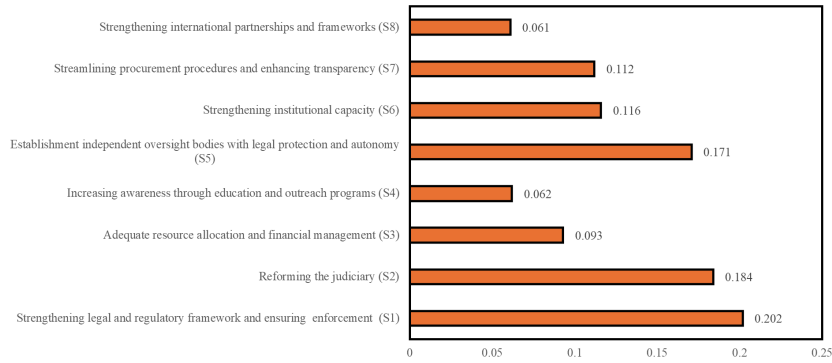 Strengthening international partnerships and frameworks (S8)
0.061
Streamlining procurement procedures and enhancing transparency (S7)
0.112
Strengthening institutional capacity (S6)
0.116
Establishment independent oversight bodies with legal protection and autonomy
(S5)
0.171
Increasing awareness through education and outreach programs (S4)
0.062
Adequate resource allocation and financial management (S3)
0.093
Reforming the judiciary (S2)
0.184
Strengthening legal and regulatory framework and ensuring  enforcement  (S1)
0.202
0 0.05 0.1 0.15 0.2 0.25